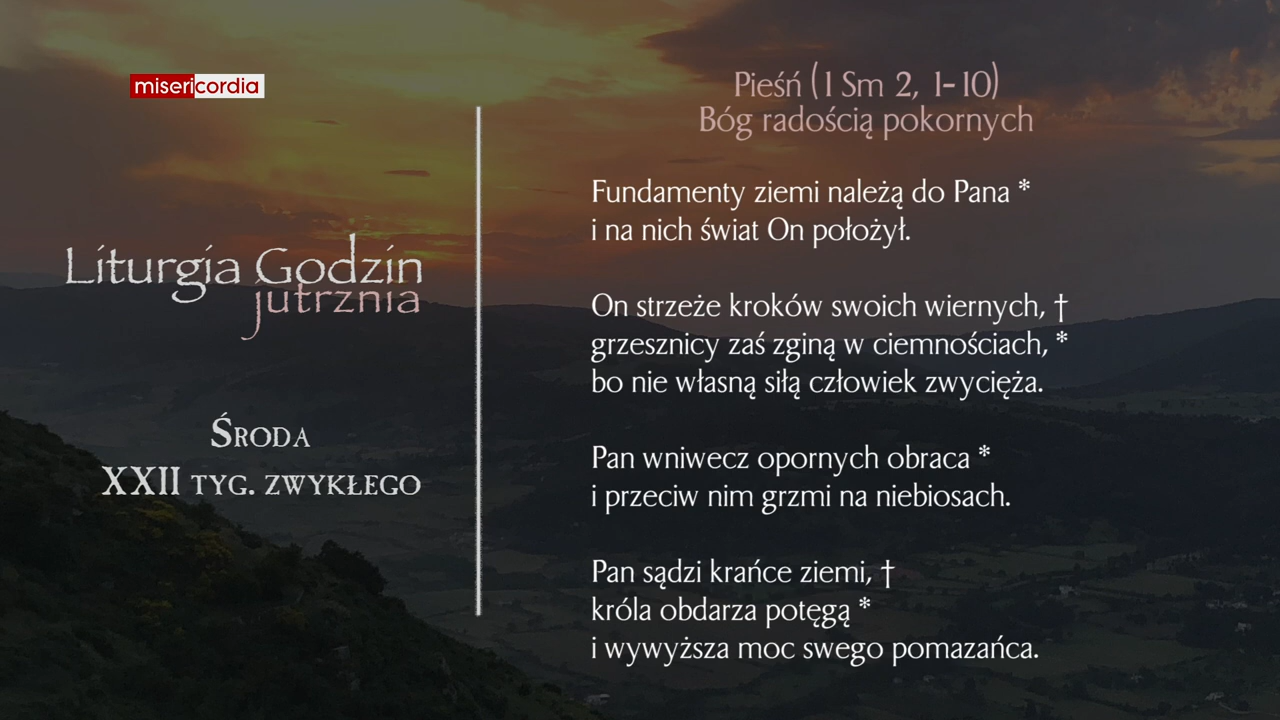 misericordia
Liturgia Godzin
jutrznia
Środa
XXII tyg. zwykłego
Pieśń (1 Sm 2, 1-10)
Bóg radością pokornych
Fundamenty ziemi należą do Pana *
i na nich świat On położył.
On strzeże kroków swoich wiernych, †
grzesznicy zaś zginą w ciemnościach, *
bo nie własną siłą człowiek zwycięża.
Pan wniwecz opornych obraca *
i przeciw nim grzmi na niebiosach.
Pan sądzi krańce ziemi, †
króla obdarza potęgą *
i wywyższa moc swego pomazańca.